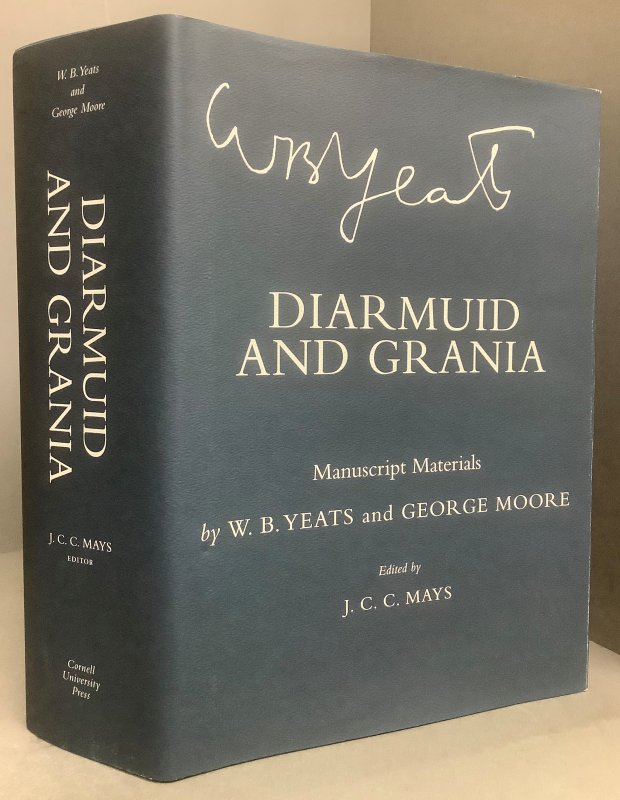 W. B. Yeats
and
George Moore
DIARMUID
AND GRANIA
J. C. C. MAYS
EDITOR
Cornell
University
Press
WBYeats
DIARMUID
AND GRANIA
Manuscript Materials
by W. B. YEATS and GEORGE MOORE
Edited by
J. C. C. MAYS